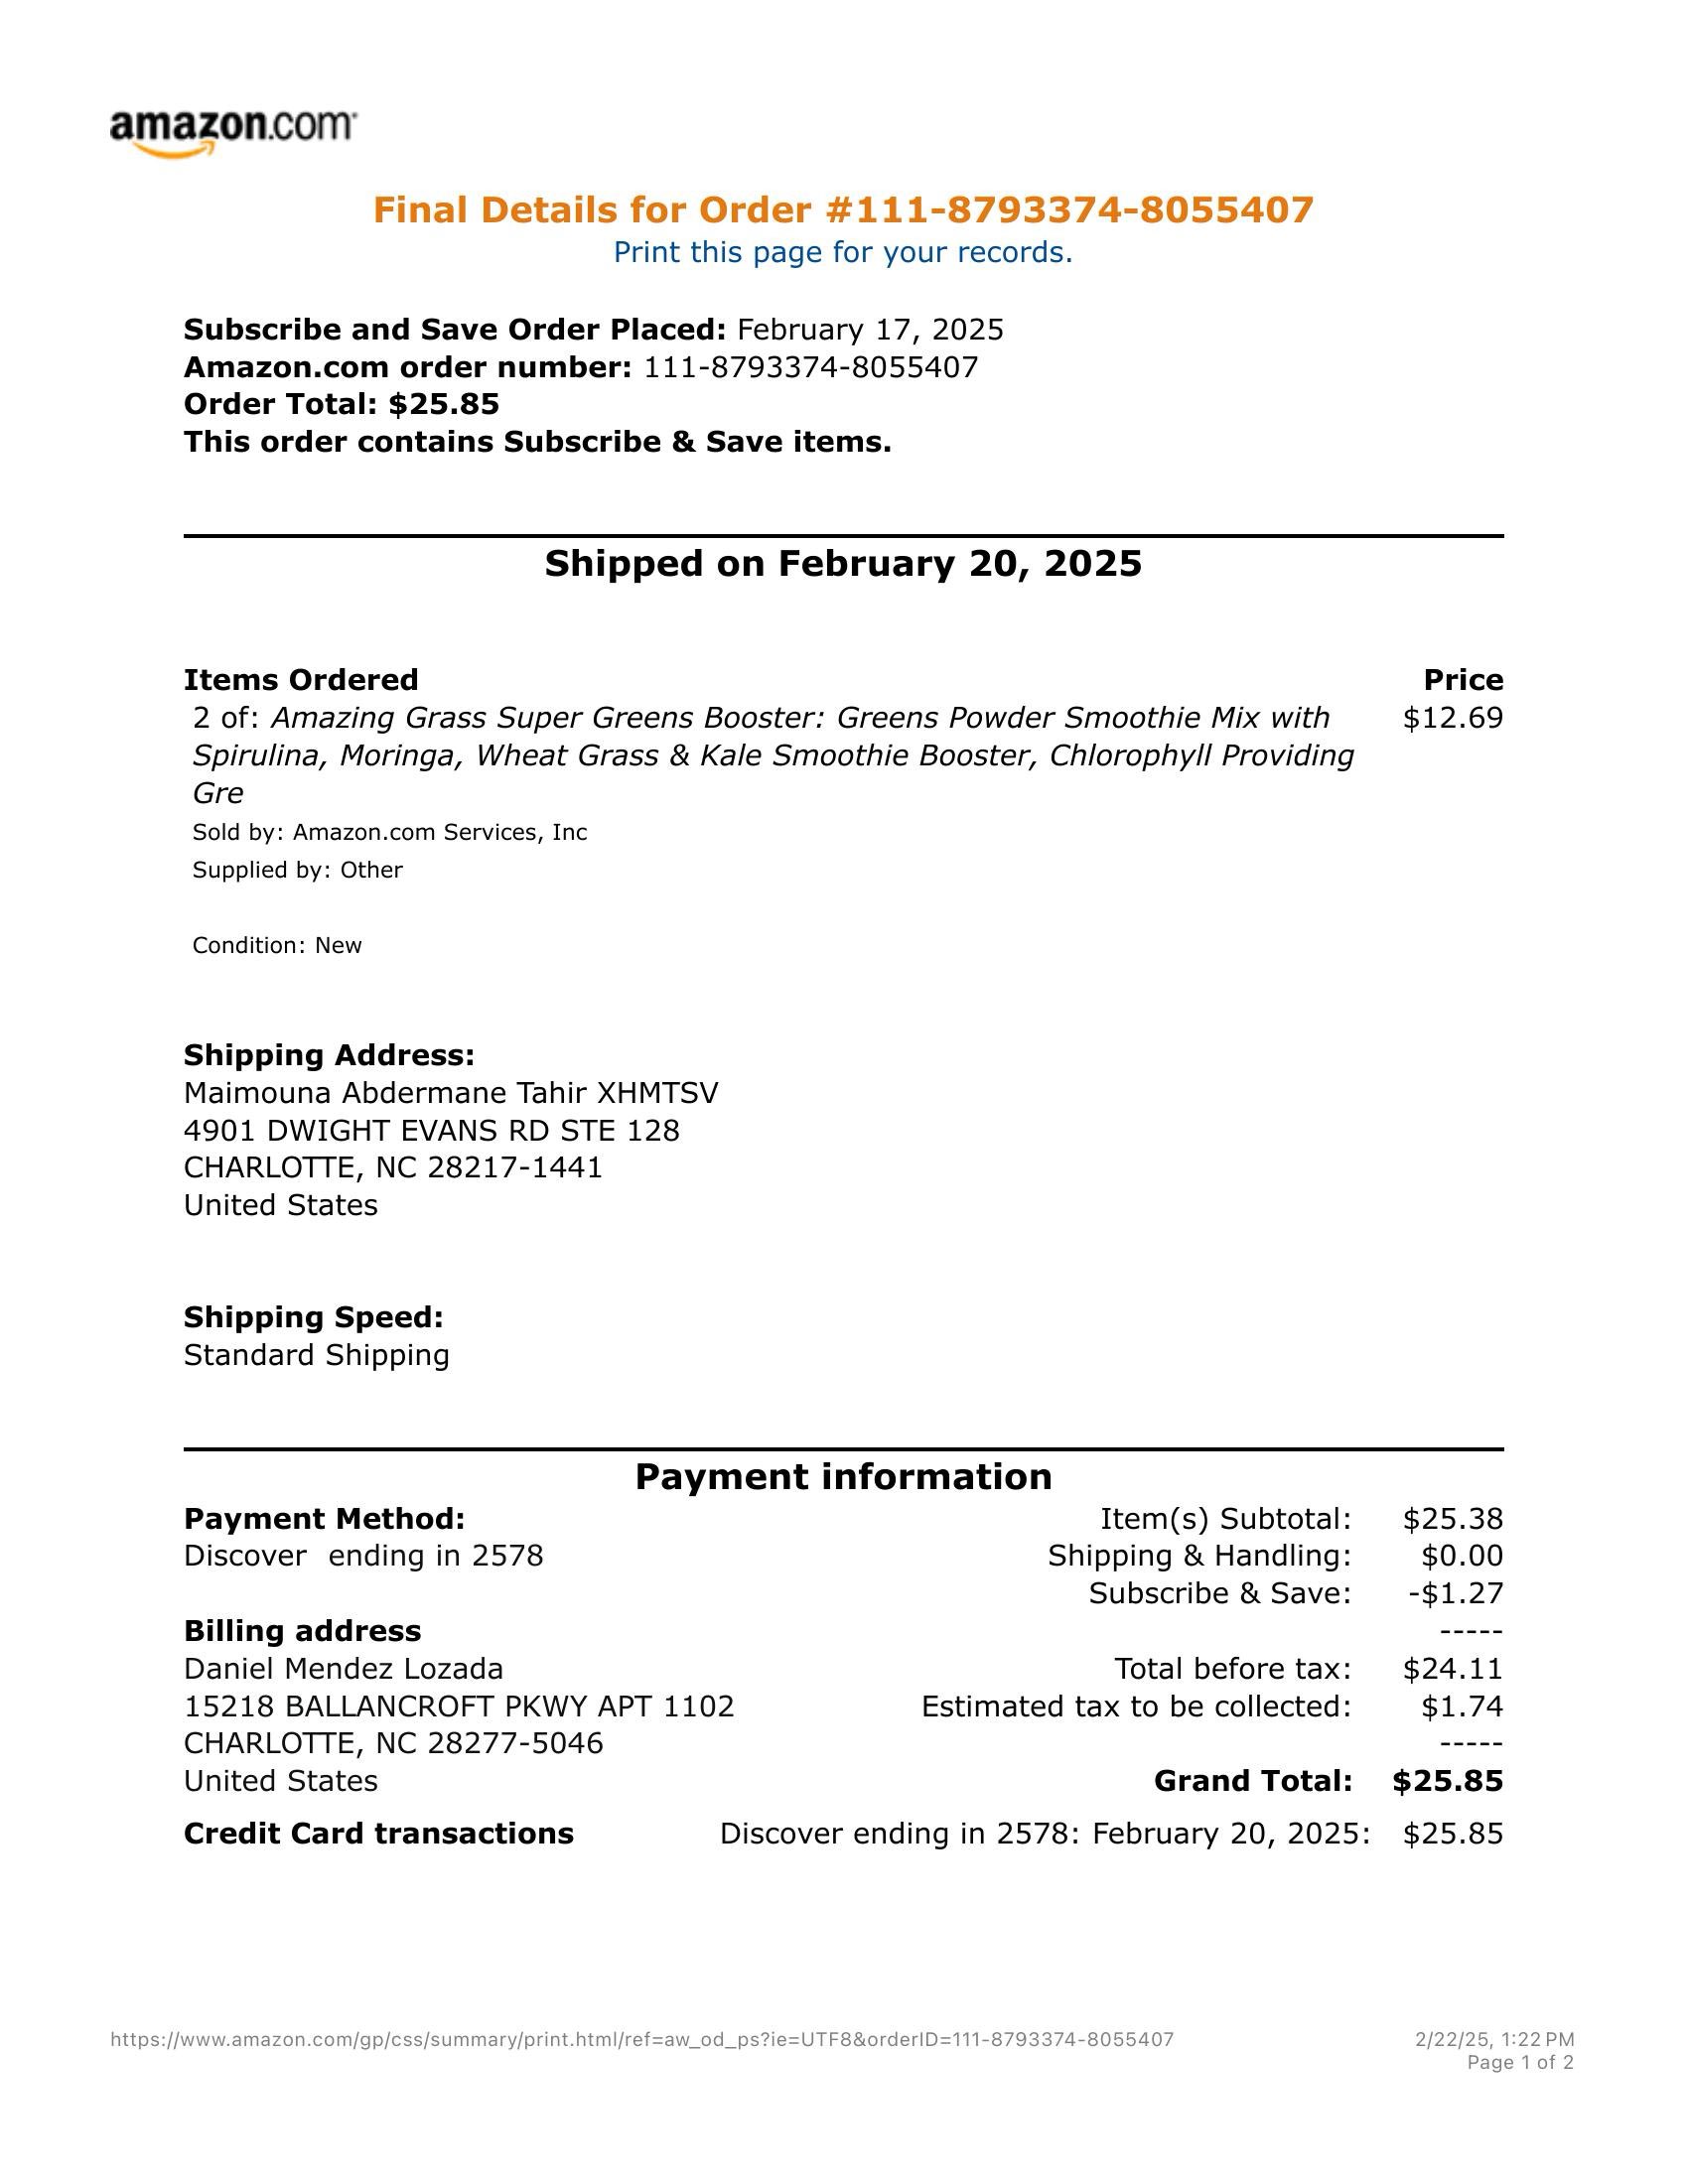 amazon.com
Final Details for Order #111-8793374-8055407
Print this page for your records.
Subscribe and Save Order Placed: February 17, 2025
Amazon.com order number: 111-8793374-8055407
Order Total: $25.85
This order contains Subscribe & Save items.
Shipped on February 20, 2025
Items Ordered Price
2 of: Amazing Grass Super Greens Booster: Greens Powder Smoothie Mix with $12.69
Spirulina, Moringa, Wheat Grass & Kale Smoothie Booster, Chlorophyll Providing
Gre
Sold by: Amazon.com Services, Inc
Supplied by: Other
Condition: New
Shipping Address:
Maimouna Abdermane Tahir XHMTSV
4901 DWIGHT EVANS RD STE 128
CHARLOTTE, NC 28217-1441
United States
Shipping Speed:
Standard Shipping
Payment information
Payment Method: Item(s) Subtotal: $25.38
Discover ending in 2578 Shipping & Handling: $0.00
Subscribe & Save: -$1.27
Billing address -----
Daniel Mendez Lozada Total before tax: $24.11
15218 BALLANCROFT PKWY APT 1102 Estimated tax to be collected: $1.74
CHARLOTTE, NC 28277-5046 -----
United States Grand Total: $25.85
Credit Card transactions Discover ending in 2578: February 20, 2025: $25.85
https://www.amazon.com/gp/css/summary/print.html/ref=aw_od_ps?ie=UTF8&orderID=111-8793374-8055407 2/22/25, 1:22 PM
Page 1 of 2